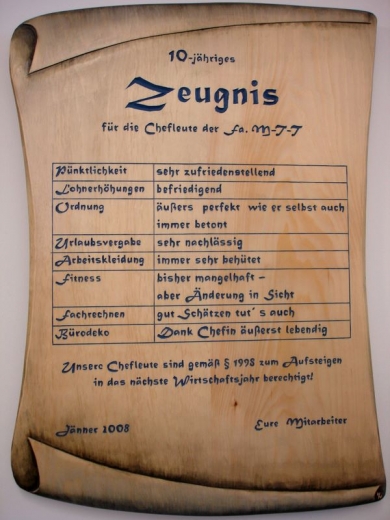 10-jähriges
Zeugnis
für die Chefleute der Fa. M-T-T
Pünktlichkeit sehr zufriedenstellend
Lohnerhöhungen befriedigend
Ordnung äußers perfekt wie er selbst auch
immer betont
Urlaubsvergabe sehr nachlässig
Arbeitskleidung immer sehr behütet
Fitness bisher mangelhaft -
aber Änderung in Sicht
Fachrechnen gut Schätzen tut´s auch
Bürodeko Dank Chefin äußerst lebendig
Unsere Chefleute sind gemäß § 1998 zum Aufsteigen
in das nächste Wirtschaftsjahr berechtigt!
Jänner 2008 Eure Mitarbeiter